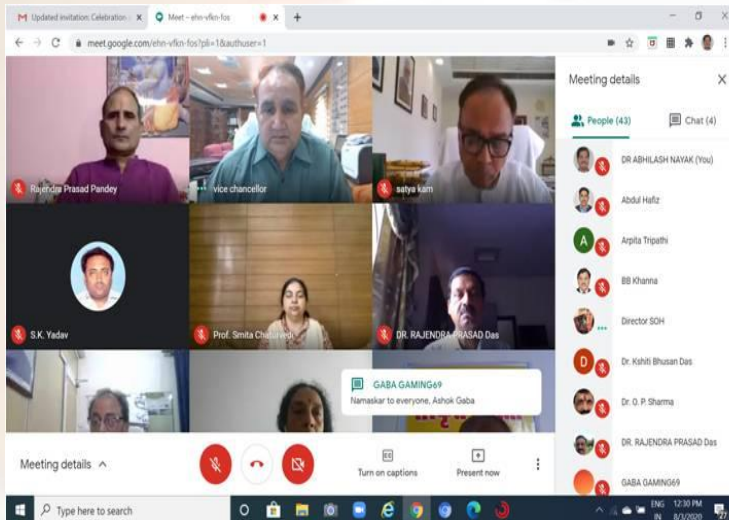 Updated invitation: Celebration
Meet – ehn-vfkn-fos
meet.google.com/ehn-vfkn-fos?pli=1&authuser=1
Rajendra Prasad Pandey
vice chancellor
satya kam
S.K. Yadav
Prof. Smita Chaturvedi
DR. RAJENDRA PRASAD Das
GABA GAMING69
Namaskar to everyone, Ashok Gaba
Meeting details
Turn on captions
Present now
Meeting details
People (43)
Chat (4)
DR ABHILASH NAYAK (You)
Abdul Hafiz
A
Arpita Tripathi
BB Khanna
Director SOH
D
Dr. Kshiti Bhusan Das
Dr. O. P. Sharma
DR. RAJENDRA PRASAD Das
GABA GAMING69
Type here to search
ENG
IN
12:30 PM
8/3/2020
27